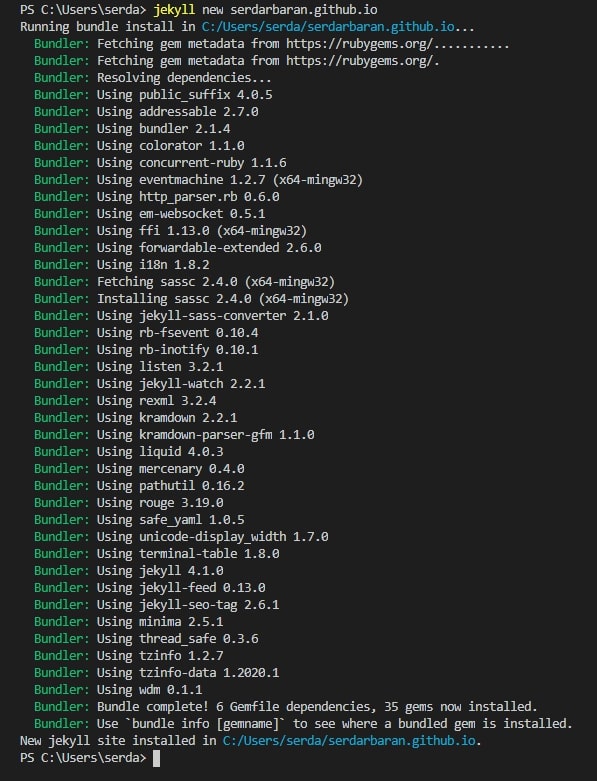 PS C:\Users\serda> jekyll new serdarbaran.github.io
Running bundle install in C:/Users/serda/serdarbaran.github.io...
Bundler: Fetching gem metadata from https://rubygems.org/...........
Bundler: Fetching gem metadata from https://rubygems.org/.
Bundler: Resolving dependencies...
Bundler: Using public_suffix 4.0.5
Bundler: Using addressable 2.7.0
Bundler: Using bundler 2.1.4
Bundler: Using colorator 1.1.0
Bundler: Using concurrent-ruby 1.1.6
Bundler: Using eventmachine 1.2.7 (x64-mingw32)
Bundler: Using http_parser.rb 0.6.0
Bundler: Using em-websocket 0.5.1
Bundler: Using ffi 1.13.0 (x64-mingw32)
Bundler: Using forwardable-extended 2.6.0
Bundler: Using i18n 1.8.2
Bundler: Fetching sassc 2.4.0 (x64-mingw32)
Bundler: Installing sassc 2.4.0 (x64-mingw32)
Bundler: Using jekyll-sass-converter 2.1.0
Bundler: Using rb-fsevent 0.10.4
Bundler: Using rb-inotify 0.10.1
Bundler: Using listen 3.2.1
Bundler: Using jekyll-watch 2.2.1
Bundler: Using rexml 3.2.4
Bundler: Using kramdown 2.2.1
Bundler: Using kramdown-parser-gfm 1.1.0
Bundler: Using liquid 4.0.3
Bundler: Using mercenary 0.4.0
Bundler: Using pathutil 0.16.2
Bundler: Using rouge 3.19.0
Bundler: Using safe_yaml 1.0.5
Bundler: Using unicode-display_width 1.7.0
Bundler: Using terminal-table 1.8.0
Bundler: Using jekyll 4.1.0
Bundler: Using jekyll-feed 0.13.0
Bundler: Using jekyll-seo-tag 2.6.1
Bundler: Using minima 2.5.1
Bundler: Using thread_safe 0.3.6
Bundler: Using tzinfo 1.2.7
Bundler: Using tzinfo-data 1.2020.1
Bundler: Using wdm 0.1.1
Bundler: Bundle complete! 6 Gemfile dependencies, 35 gems now installed.
Bundler: Use `bundle info [gemname]` to see where a bundled gem is installed.
New jekyll site installed in C:/Users/serda/serdarbaran.github.io.
PS C:\Users\serda>